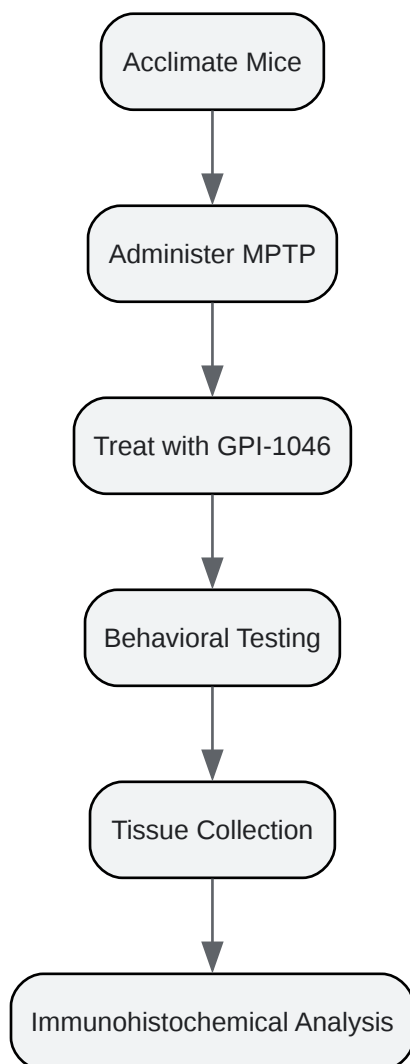 Acclimate Mice
Administer MPTP
Treat with GPI-1046
Behavioral Testing
Tissue Collection
Immunohistochemical Analysis